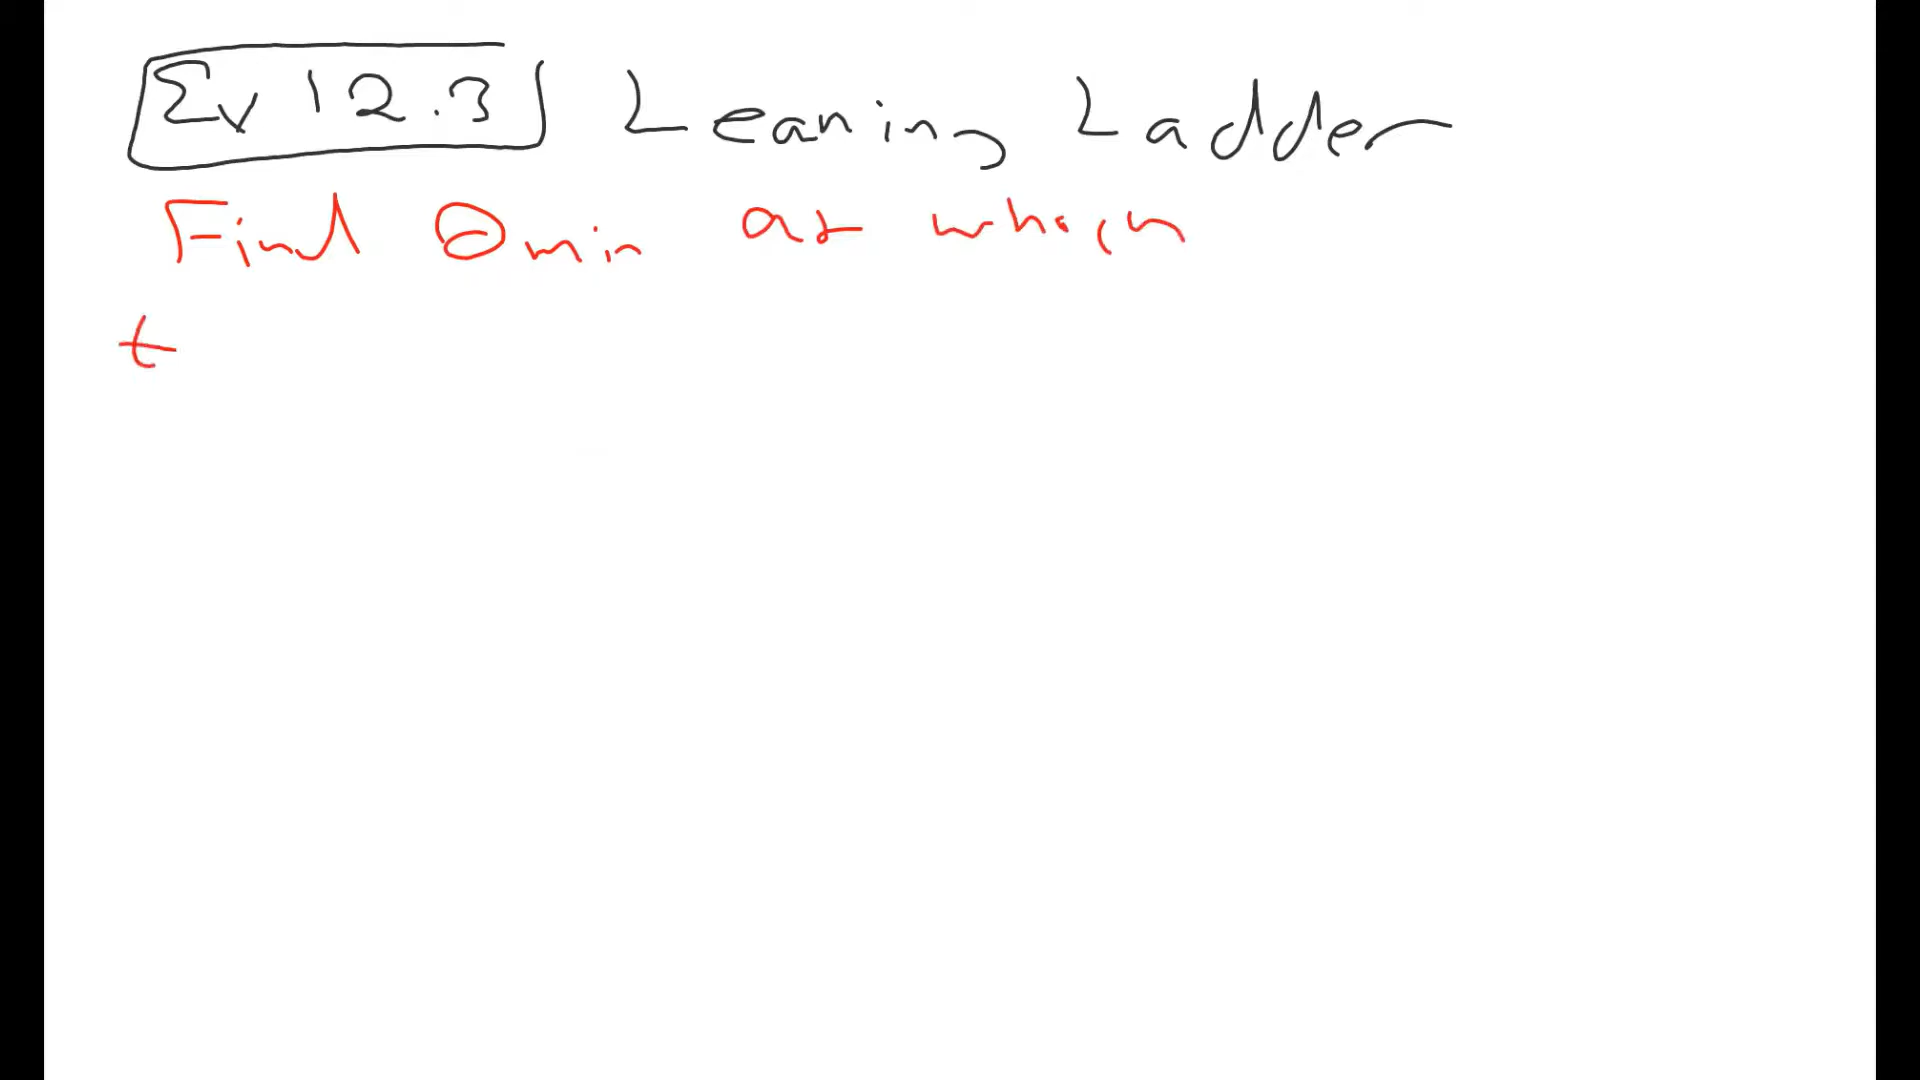 Ex 12.3 Leaning Ladder
Find θmin at which
t